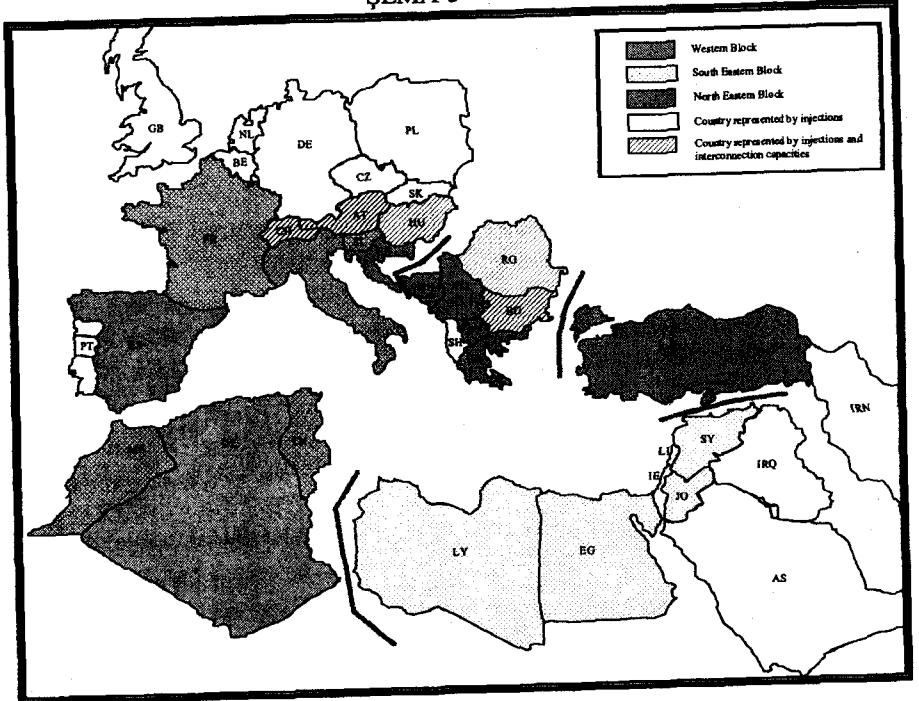 Western Block
South Eastern Block
North Eastern Block
Country represented by injections
Country represented by injections and
interconnection capacities
GB
NL
DE
PL
BE
CZ
SK
AT
HU
RO
PT
SH
IRN
SY
LI
IRQ
IE
JO
LY
EG
AS